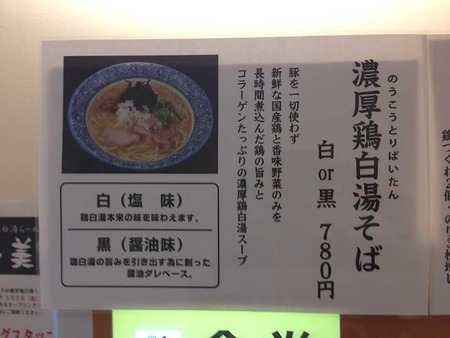 のうこうとりぱいたん
濃厚鶏白湯そば
白 or 黒 780円
豚を一切使わず
新鮮な国産鶏と香味野菜のみを
長時間煮込んだ鶏の旨みと
コラーゲンたっぷりの濃厚鶏白湯スープ
白（塩 味）
鶏白湯本来の味を味わえます。
黒（醤油味）
鶏白湯の旨みを引き出す為に創った
醤油ダレベース。
美